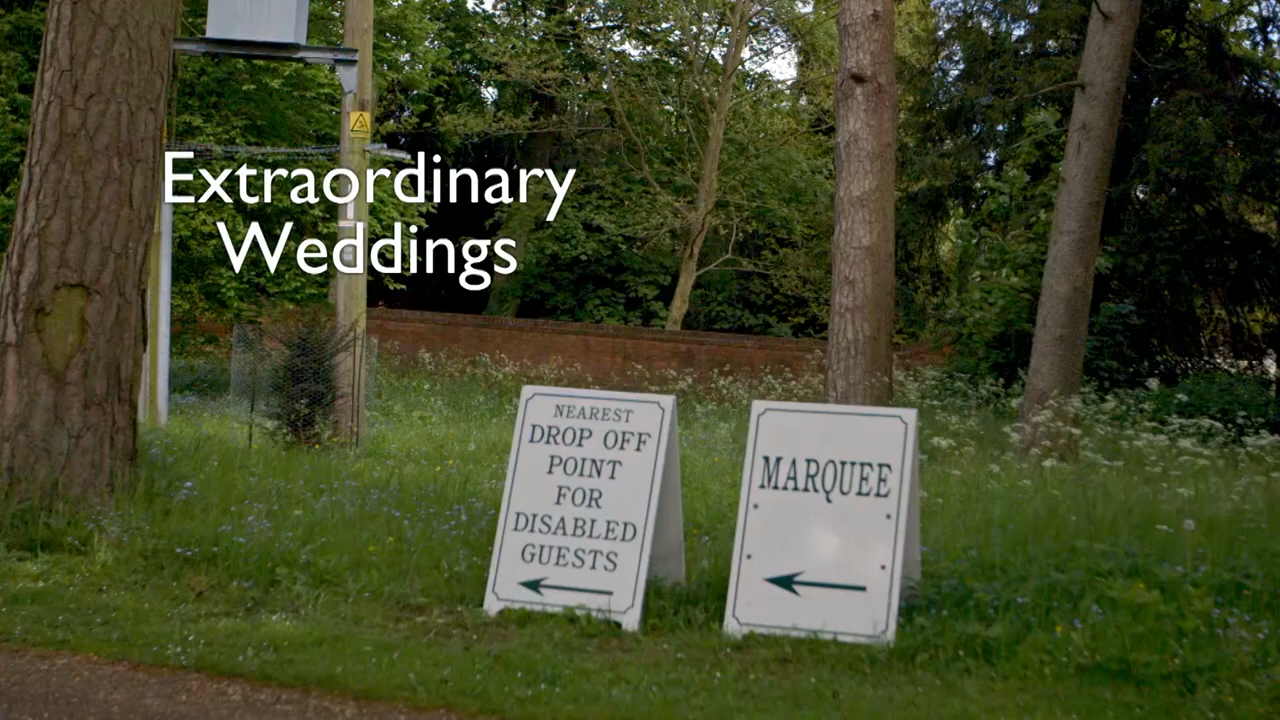 Extraordinary
Weddings
NEAREST
DROP OFF
POINT
FOR
DISABLED
GUESTS
MARQUEE